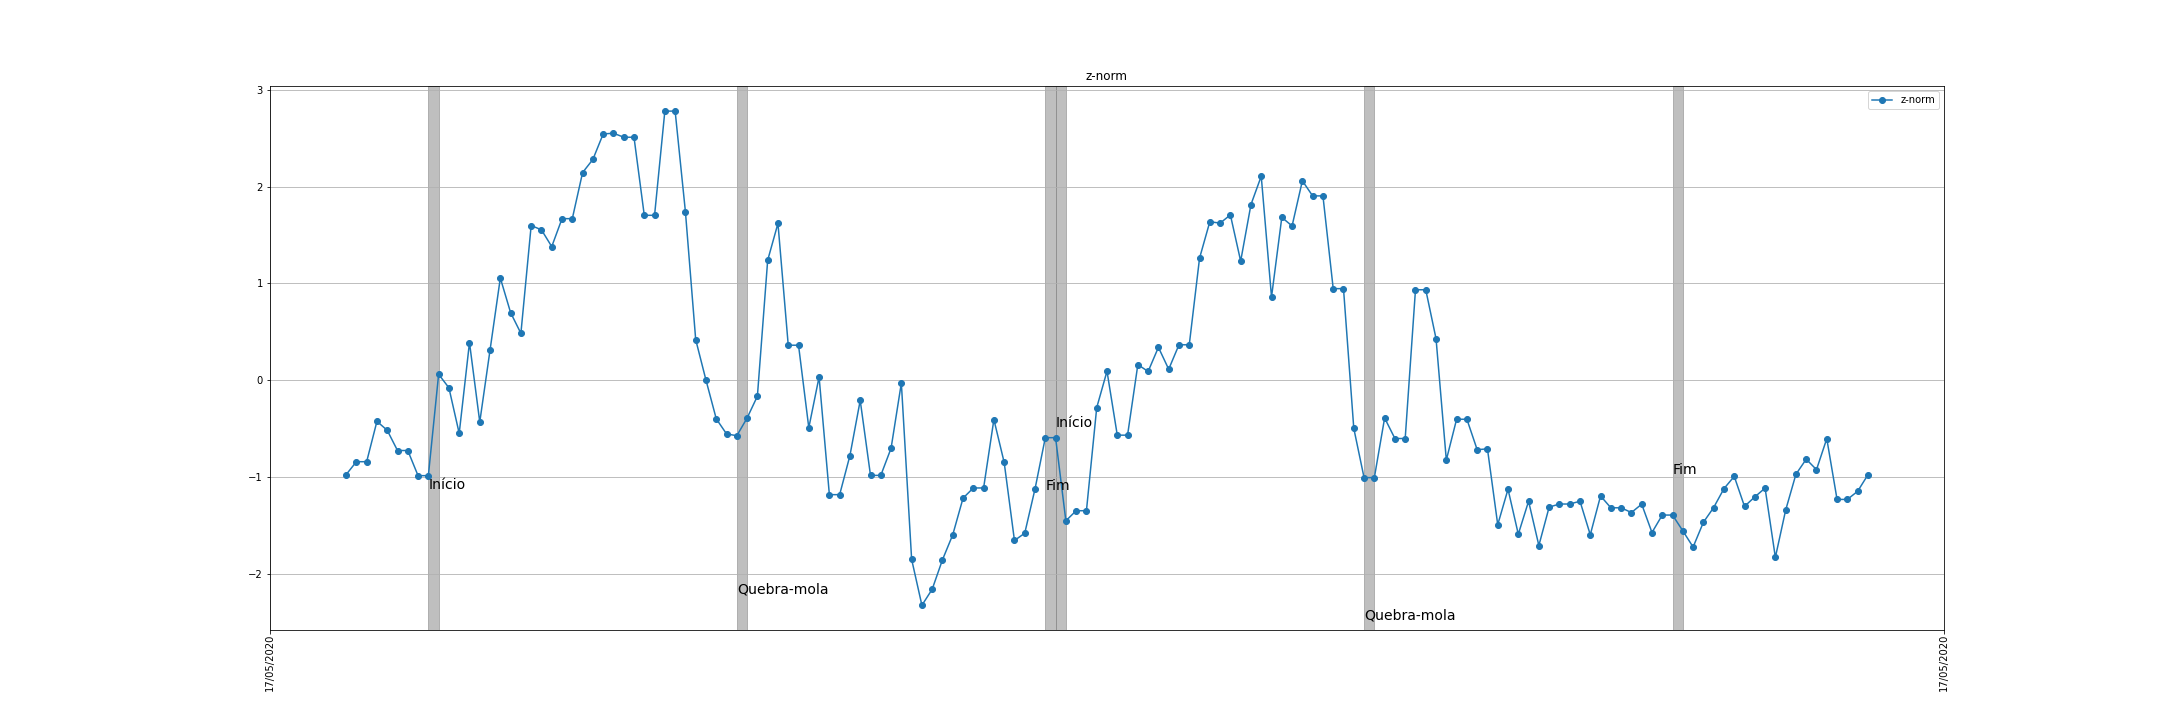 z-norm
z-norm
3
2
1
0
−1
−2
Início
Quebra-mola
Fim
Início
Quebra-mola
Fim
17/05/2020
17/05/2020